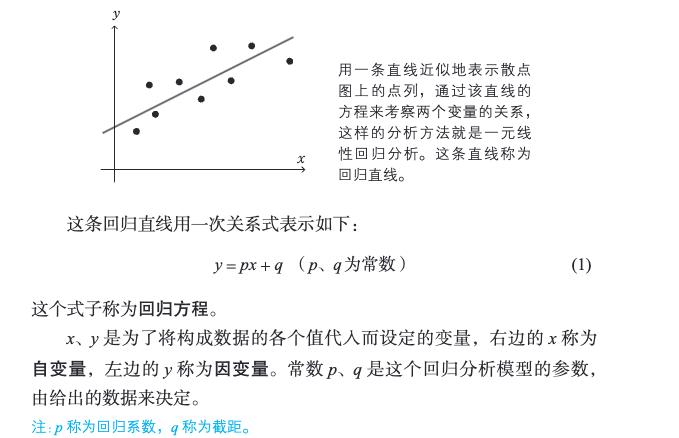 y
用一条直线近似地表示散点
图上的点列，通过该直线的
方程来考察两个变量的关系，
这样的分析方法就是一元线
性回归分析。这条直线称为
回归直线。
x
这条回归直线用一次关系式表示如下：
y = px + q （p、q 为常数） (1)
这个式子称为回归方程。
x、y 是为了将构成数据的各个值代入而设定的变量，右边的 x 称为
自变量，左边的 y 称为因变量。常数 p、q 是这个回归分析模型的参数，
由给出的数据来决定。
注：p 称为回归系数，q 称为截距。